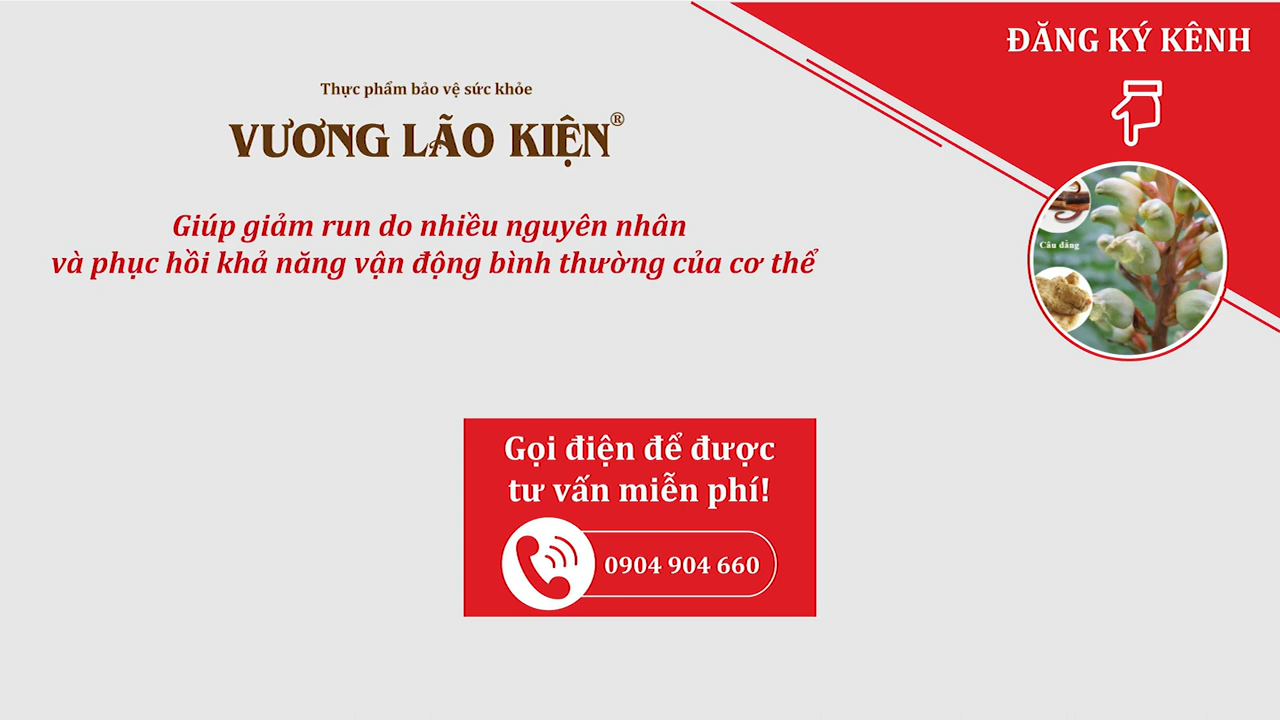 ĐĂNG KÝ KÊNH
Thực phẩm bảo vệ sức khỏe
VƯƠNG LÃO KIỆN®
Giúp giảm run do nhiều nguyên nhân
và phục hồi khả năng vận động bình thường của cơ thể
Câu đằng
Gọi điện để được
tư vấn miễn phí!
0904 904 660